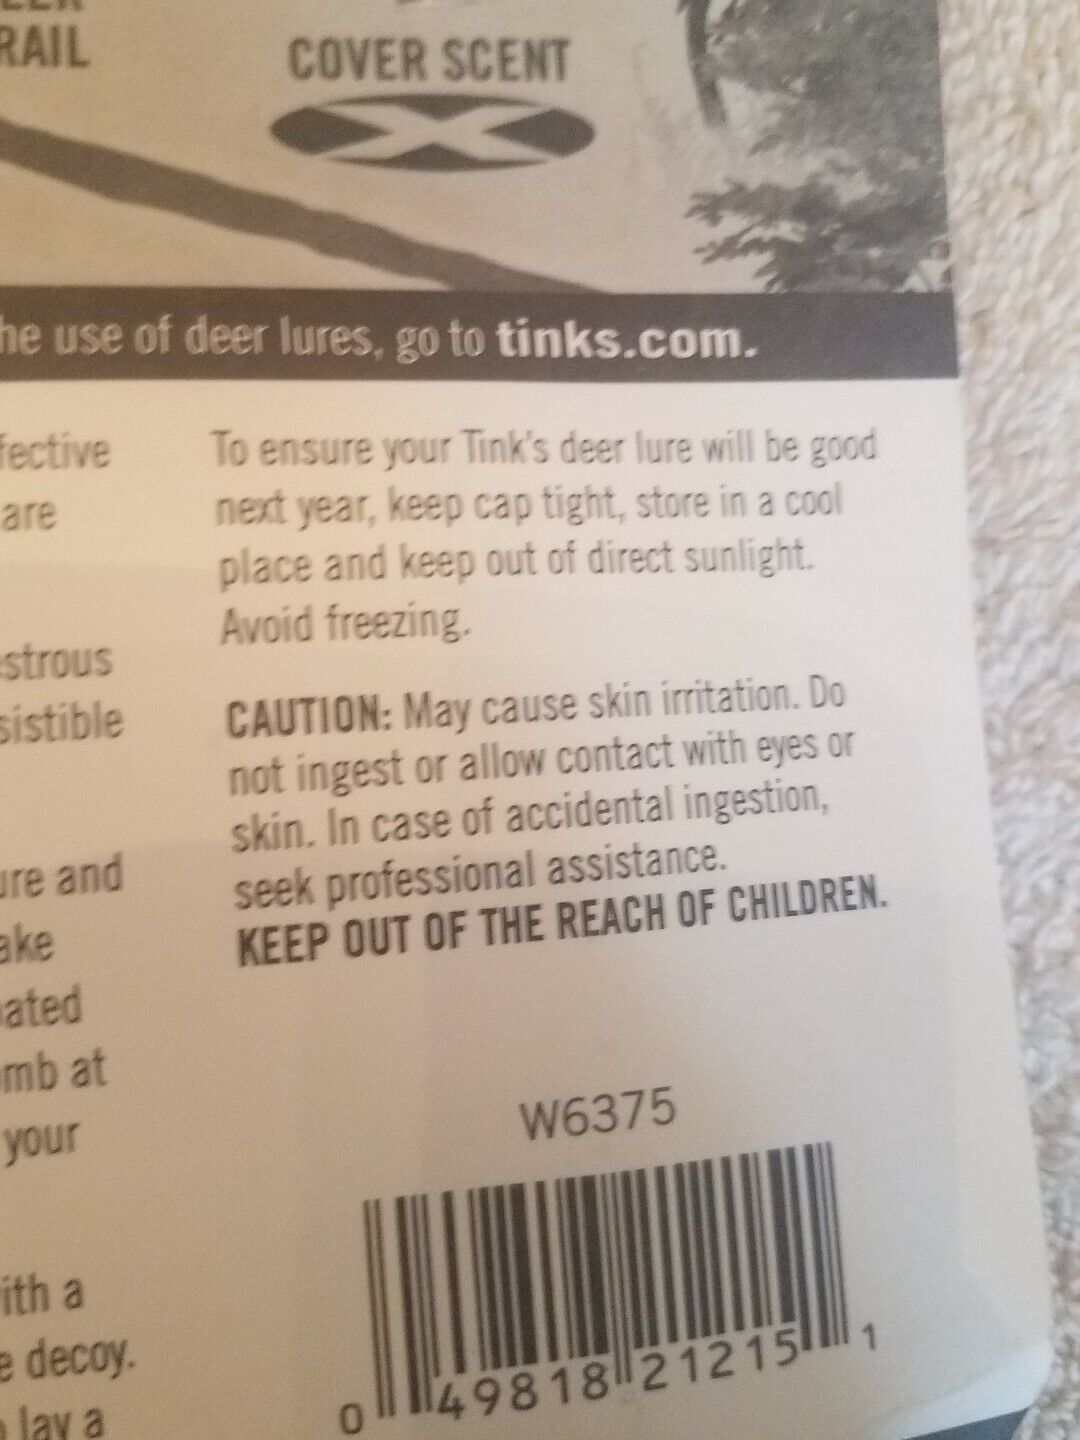 RAIL
COVER SCENT
X
he use of deer lures, go to tinks.com.
fective
are
estrous
sistible
ure and
ake
ated
mb at
your
ith a
e decoy.
lay a
To ensure your Tink's deer lure will be good
next year, keep cap tight, store in a cool
place and keep out of direct sunlight.
Avoid freezing.
CAUTION: May cause skin irritation. Do
not ingest or allow contact with eyes or
skin. In case of accidental ingestion,
seek professional assistance.
KEEP OUT OF THE REACH OF CHILDREN.
W6375
0 49818 21215 1